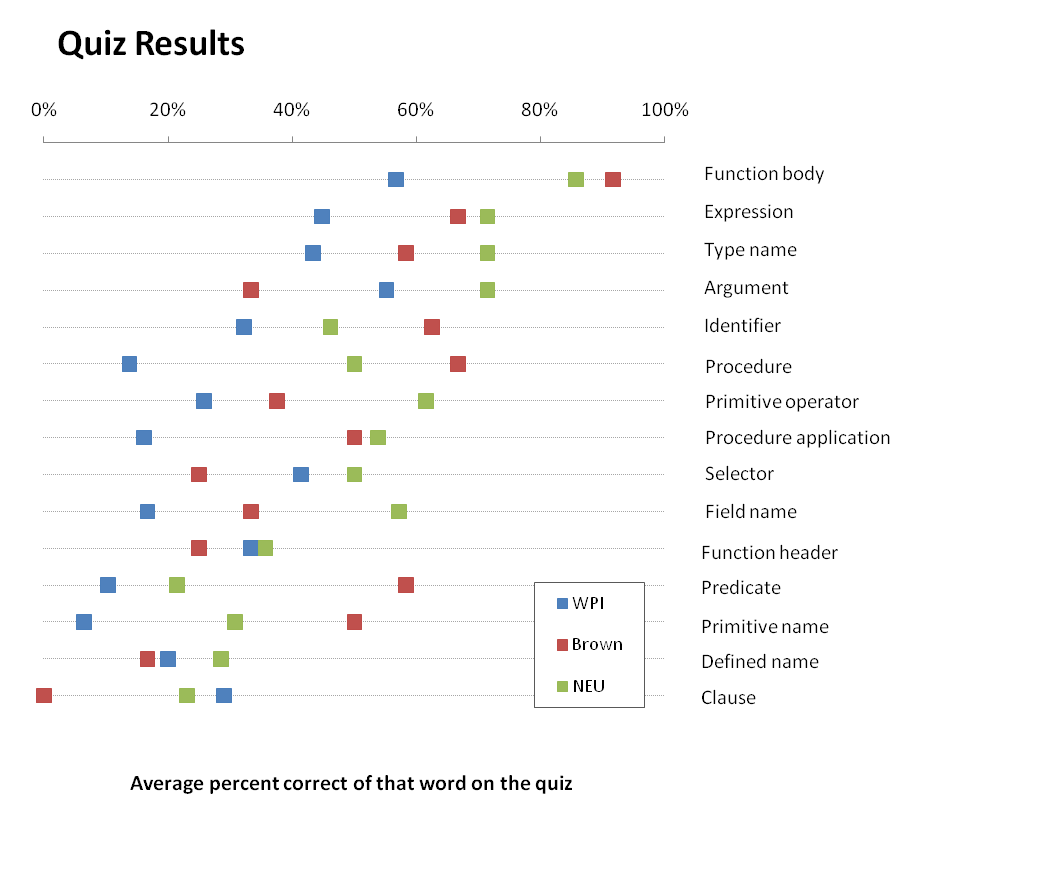 Quiz Results
0% 20% 40% 60% 80% 100%
Function body
Expression
Type name
Argument
Identifier
Procedure
Primitive operator
Procedure application
Selector
Field name
Function header
Predicate
Primitive name
Defined name
Clause
WPI
Brown
NEU
Average percent correct of that word on the quiz